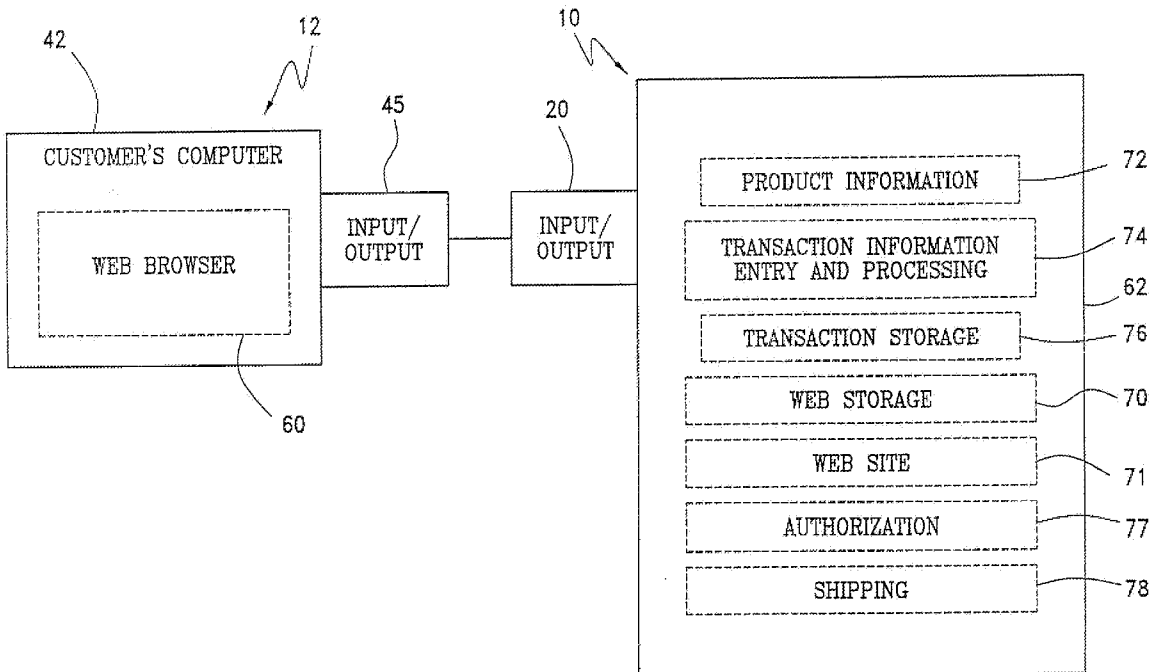 42
12
10
45
20
CUSTOMER'S COMPUTER
WEB BROWSER
INPUT/
OUTPUT
INPUT/
OUTPUT
60
PRODUCT INFORMATION
72
TRANSACTION INFORMATION
ENTRY AND PROCESSING
74
62
TRANSACTION STORAGE
76
WEB STORAGE
70
WEB SITE
71
AUTHORIZATION
77
SHIPPING
78